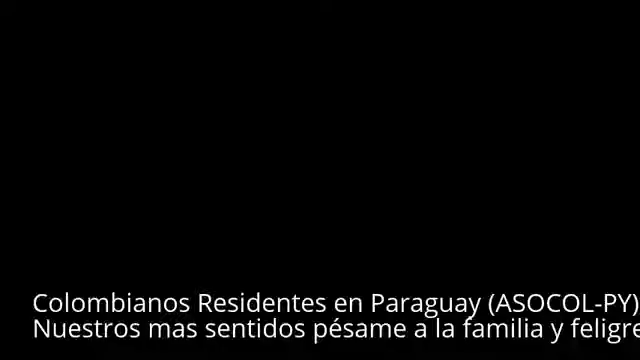 Colombianos Residentes en Paraguay (ASOCOL-PY)
Nuestros mas sentidos pésame a la familia y feligre